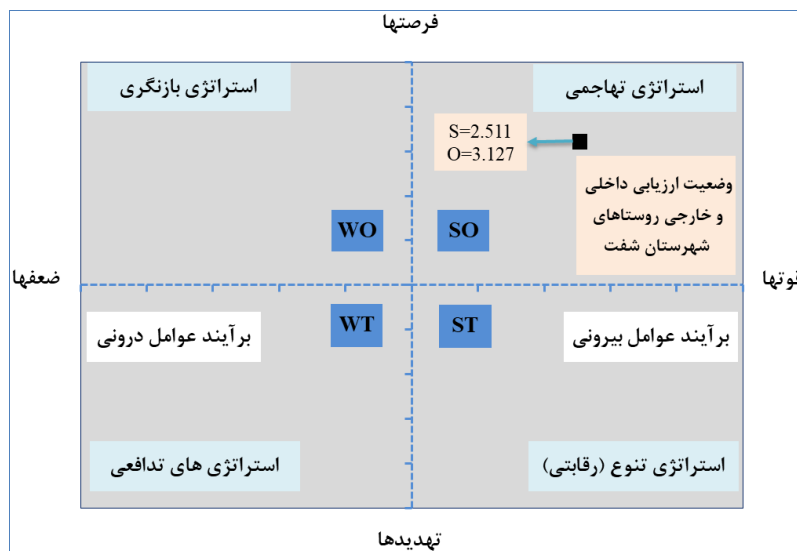 فرصتها
استراتژی تهاجمی
استراتژی بازنگری
S=2.511
O=3.127
وضعیت ارزیابی داخلی
و خارجی روستاهای
شهرستان شفت
SO
WO
قوتها
ضعفها
ST
WT
برآیند عوامل بیرونی
برآیند عوامل درونی
استراتژی تنوع (رقابتی)
استراتژی های تدافعی
تهدیدها